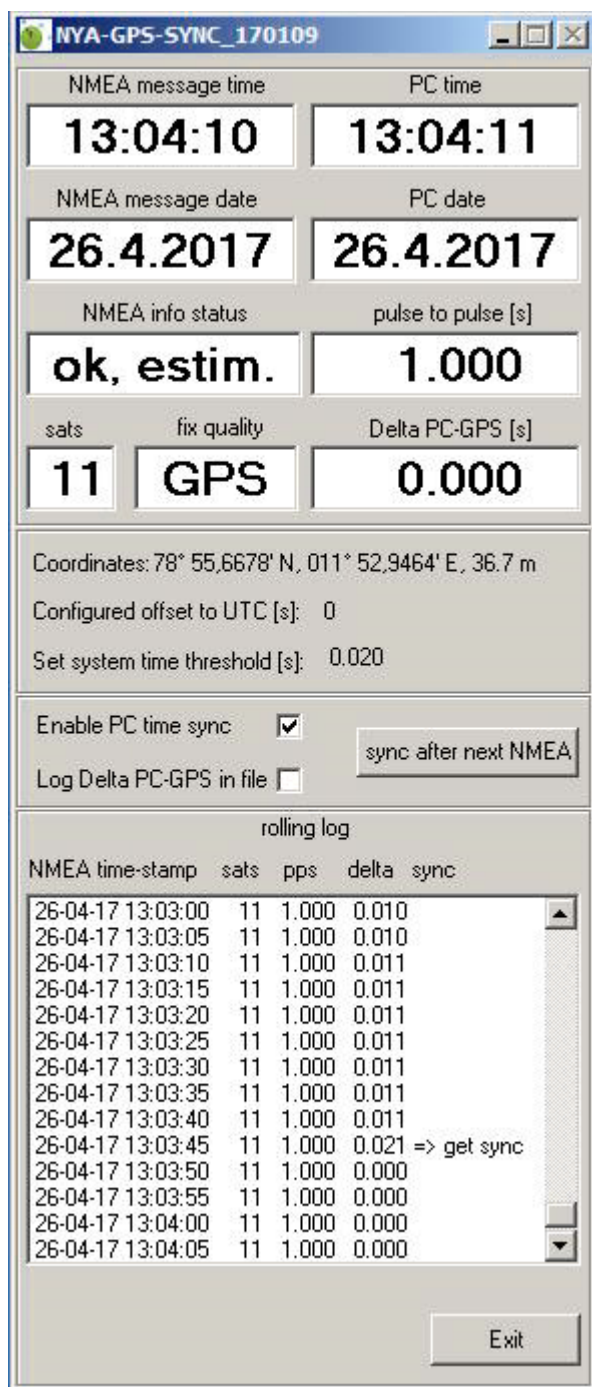 NYA-GPS-SYNC_170109
NMEA message time PC time
13:04:10 13:04:11
NMEA message date PC date
26.4.2017 26.4.2017
NMEA info status pulse to pulse [s]
ok, estim. 1.000
sats fix quality Delta PC-GPS [s]
11 GPS 0.000
Coordinates: 78° 55,6678' N, 011° 52,9464' E, 36.7 m
Configured offset to UTC [s]: 0
Set system time threshold [s]: 0.020
Enable PC time sync
sync after next NMEA
Log Delta PC-GPS in file
rolling log
NMEA time-stamp sats pps delta sync
26-04-17 13:03:00 11 1.000 0.010
26-04-17 13:03:05 11 1.000 0.010
26-04-17 13:03:10 11 1.000 0.011
26-04-17 13:03:15 11 1.000 0.011
26-04-17 13:03:20 11 1.000 0.011
26-04-17 13:03:25 11 1.000 0.011
26-04-17 13:03:30 11 1.000 0.011
26-04-17 13:03:35 11 1.000 0.011
26-04-17 13:03:40 11 1.000 0.011
26-04-17 13:03:45 11 1.000 0.021 => get sync
26-04-17 13:03:50 11 1.000 0.000
26-04-17 13:03:55 11 1.000 0.000
26-04-17 13:04:00 11 1.000 0.000
26-04-17 13:04:05 11 1.000 0.000
Exit